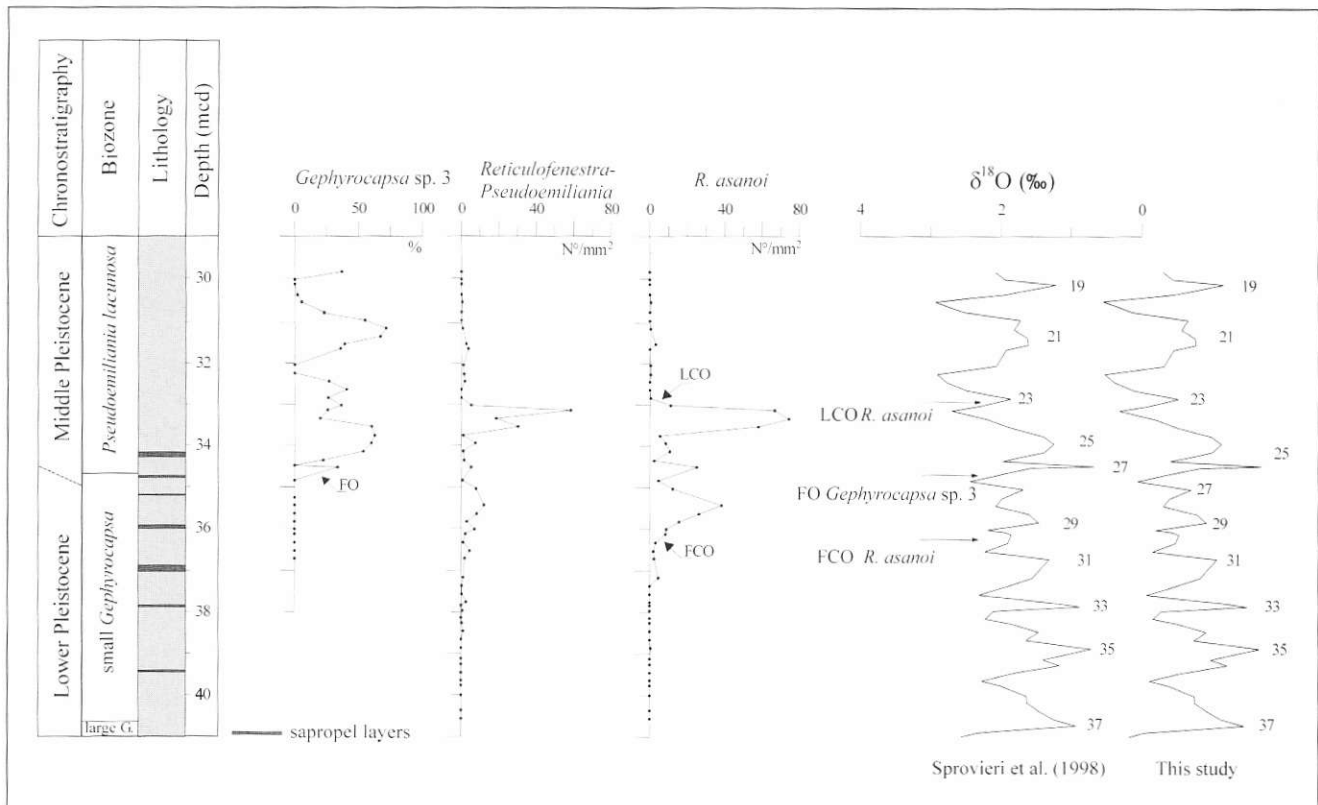 Chronostratigraphy
Biozone
Lithology
Depth (mcd)
Gephyrocapsa sp. 3
Reticulofenestra-
Pseudoemiliania
R. asanoi
δ18O (‰)
0 50 100
0 40 80
0 40 80
4 2 0
%
N°/mm2
N°/mm2
Middle Pleistocene
Lower Pleistocene
Pseudoemiliania lacunosa
small Gephyrocapsa
large G.
30
32
34
36
38
40
FO
LCO
FCO
LCO R. asanoi
FO Gephyrocapsa sp. 3
FCO R. asanoi
19
21
23
25
27
29
31
33
35
37
19
21
23
25
27
29
31
33
35
37
sapropel layers
Sprovieri et al. (1998)
This study